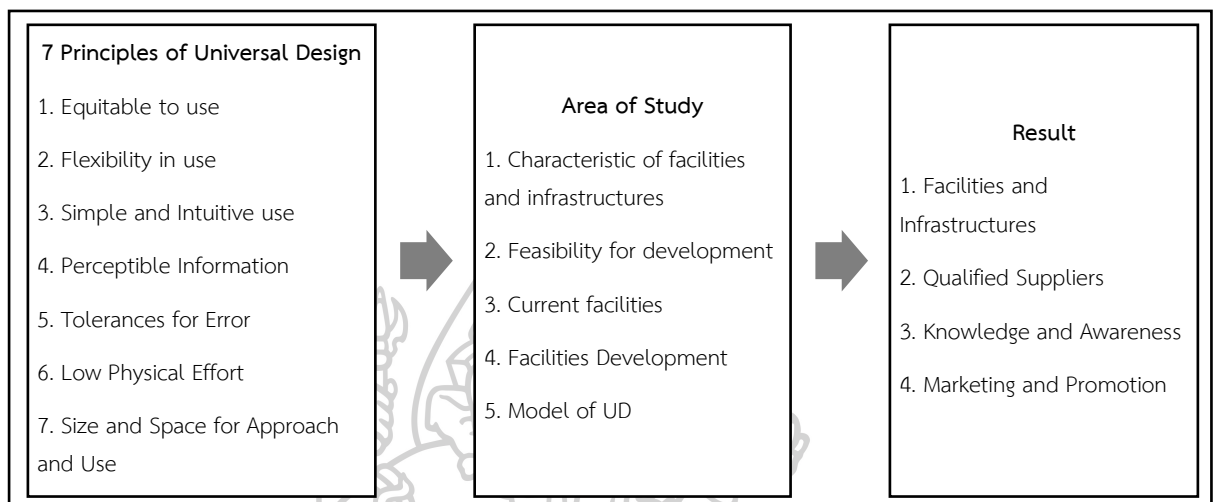 7 Principles of Universal Design
1. Equitable to use
2. Flexibility in use
3. Simple and Intuitive use
4. Perceptible Information
5. Tolerances for Error
6. Low Physical Effort
7. Size and Space for Approach
and Use
Area of Study
1. Characteristic of facilities
and infrastructures
2. Feasibility for development
3. Current facilities
4. Facilities Development
5. Model of UD
Result
1. Facilities and
Infrastructures
2. Qualified Suppliers
3. Knowledge and Awareness
4. Marketing and Promotion